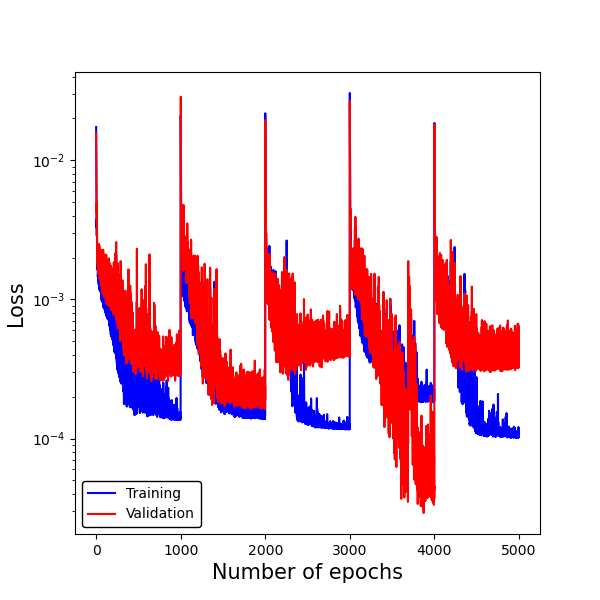 Loss
10⁻²
10⁻³
10⁻⁴
Training
Validation
0 1000 2000 3000 4000 5000
Number of epochs